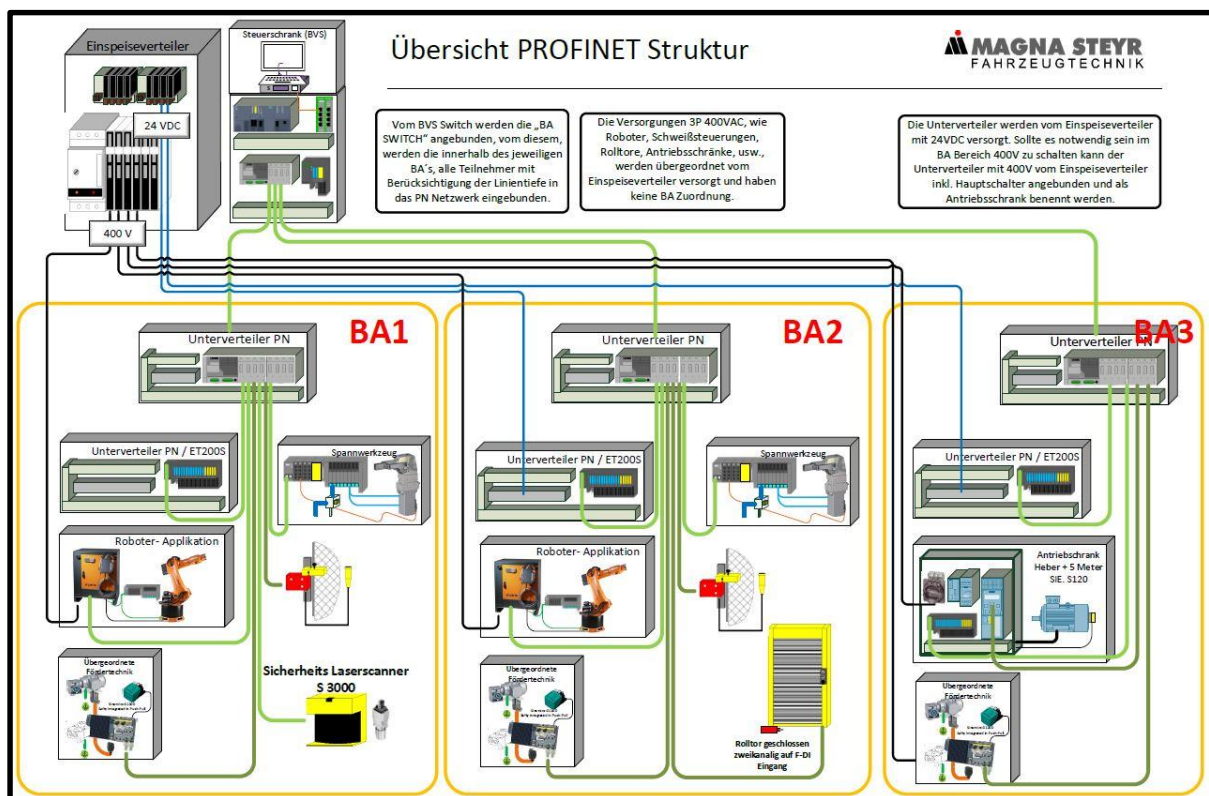 Übersicht PROFINET Struktur
MAGNA STEYR
FAHRZEUGTECHNIK
Einspeiseverteiler
24 VDC
400 V
Steuerschrank (BVS)
Vom BVS Switch werden die „BA
SWITCH“ angebunden, vom diesem,
werden die innerhalb des jeweiligen
BA´s, alle Teilnehmer mit
Berücksichtigung der Linientiefe in
das PN Netzwerk eingebunden.
Die Versorgungen 3P 400VAC, wie
Roboter, Schweißsteuerungen,
Rolltore, Antriebsschränke, usw.,
werden übergeordnet vom
Einspeiseverteiler versorgt und haben
keine BA Zuordnung.
Die Unterverteiler werden vom Einspeiseverteiler
mit 24VDC versorgt. Sollte es notwendig sein im
BA Bereich 400V zu schalten kann der
Unterverteiler mit 400V vom Einspeiseverteiler
inkl. Hauptschalter angebunden und als
Antriebsschrank benennt werden.
BA1
Unterverteiler PN
Unterverteiler PN / ET200S
Spannwerkzeug
Roboter- Applikation
Übergeordnete
Fördertechnik
Sicherheits Laserscanner
S 3000
BA2
Unterverteiler PN
Unterverteiler PN / ET200S
Spannwerkzeug
Roboter- Applikation
Übergeordnete
Fördertechnik
Rolltor geschlossen
zweikanalig auf F-DI
Eingang
BA3
Unterverteiler PN
Unterverteiler PN / ET200S
Antriebschrank
Heber + 5 Meter
SIE. S120
Übergeordnete
Fördertechnik